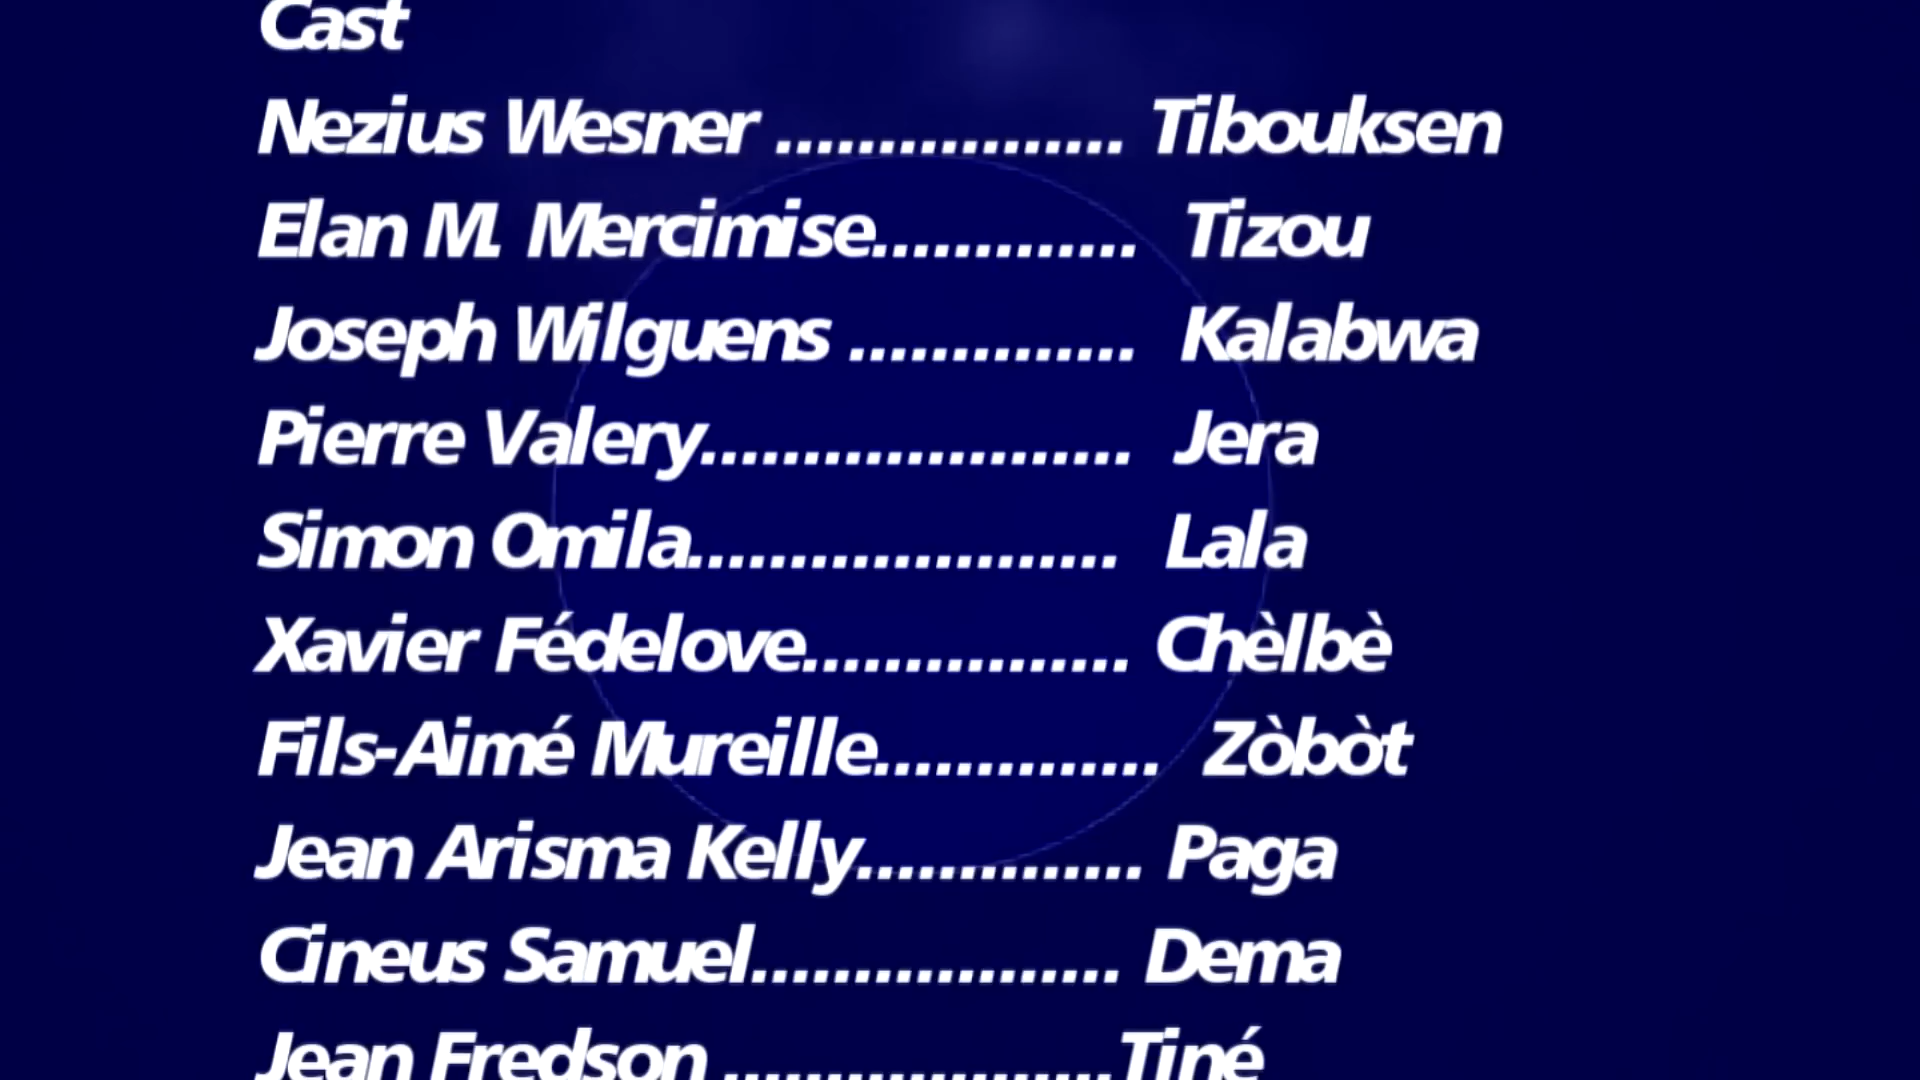 Cast
Nezius Wesner ................. Tibouksen
Elan M. Mercimise............. Tizou
Joseph Wilguens .............. Kalabwa
Pierre Valery..................... Jera
Simon Omila..................... Lala
Xavier Fédelove................ Chèlbè
Fils-Aimé Mureille.............. Zòbòt
Jean Arisma Kelly.............. Paga
Cineus Samuel.................. Dema
Jean Fredson ...................Tiné